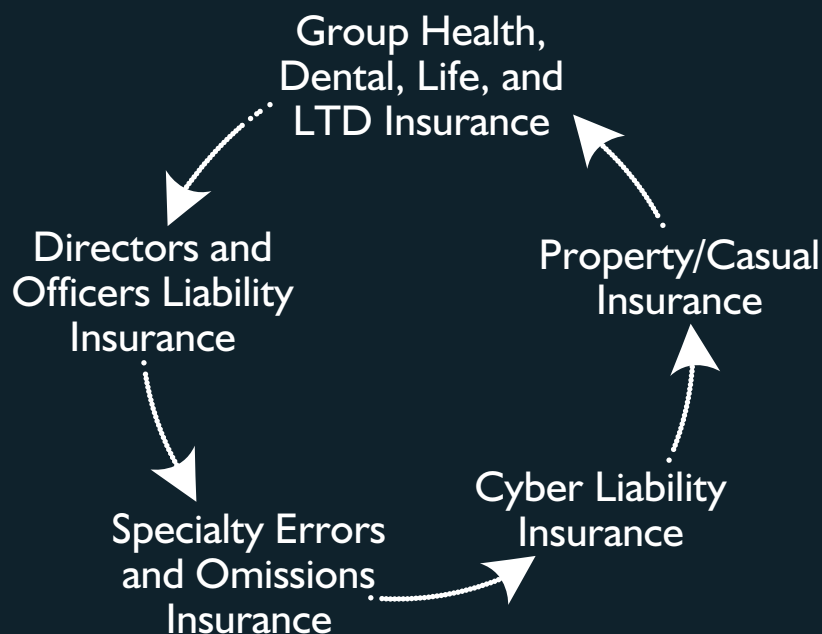 Group Health,
Dental, Life, and
LTD Insurance
Directors and
Officers Liability
Insurance
Property/Casual
Insurance
Specialty Errors
and Omissions
Insurance
Cyber Liability
Insurance